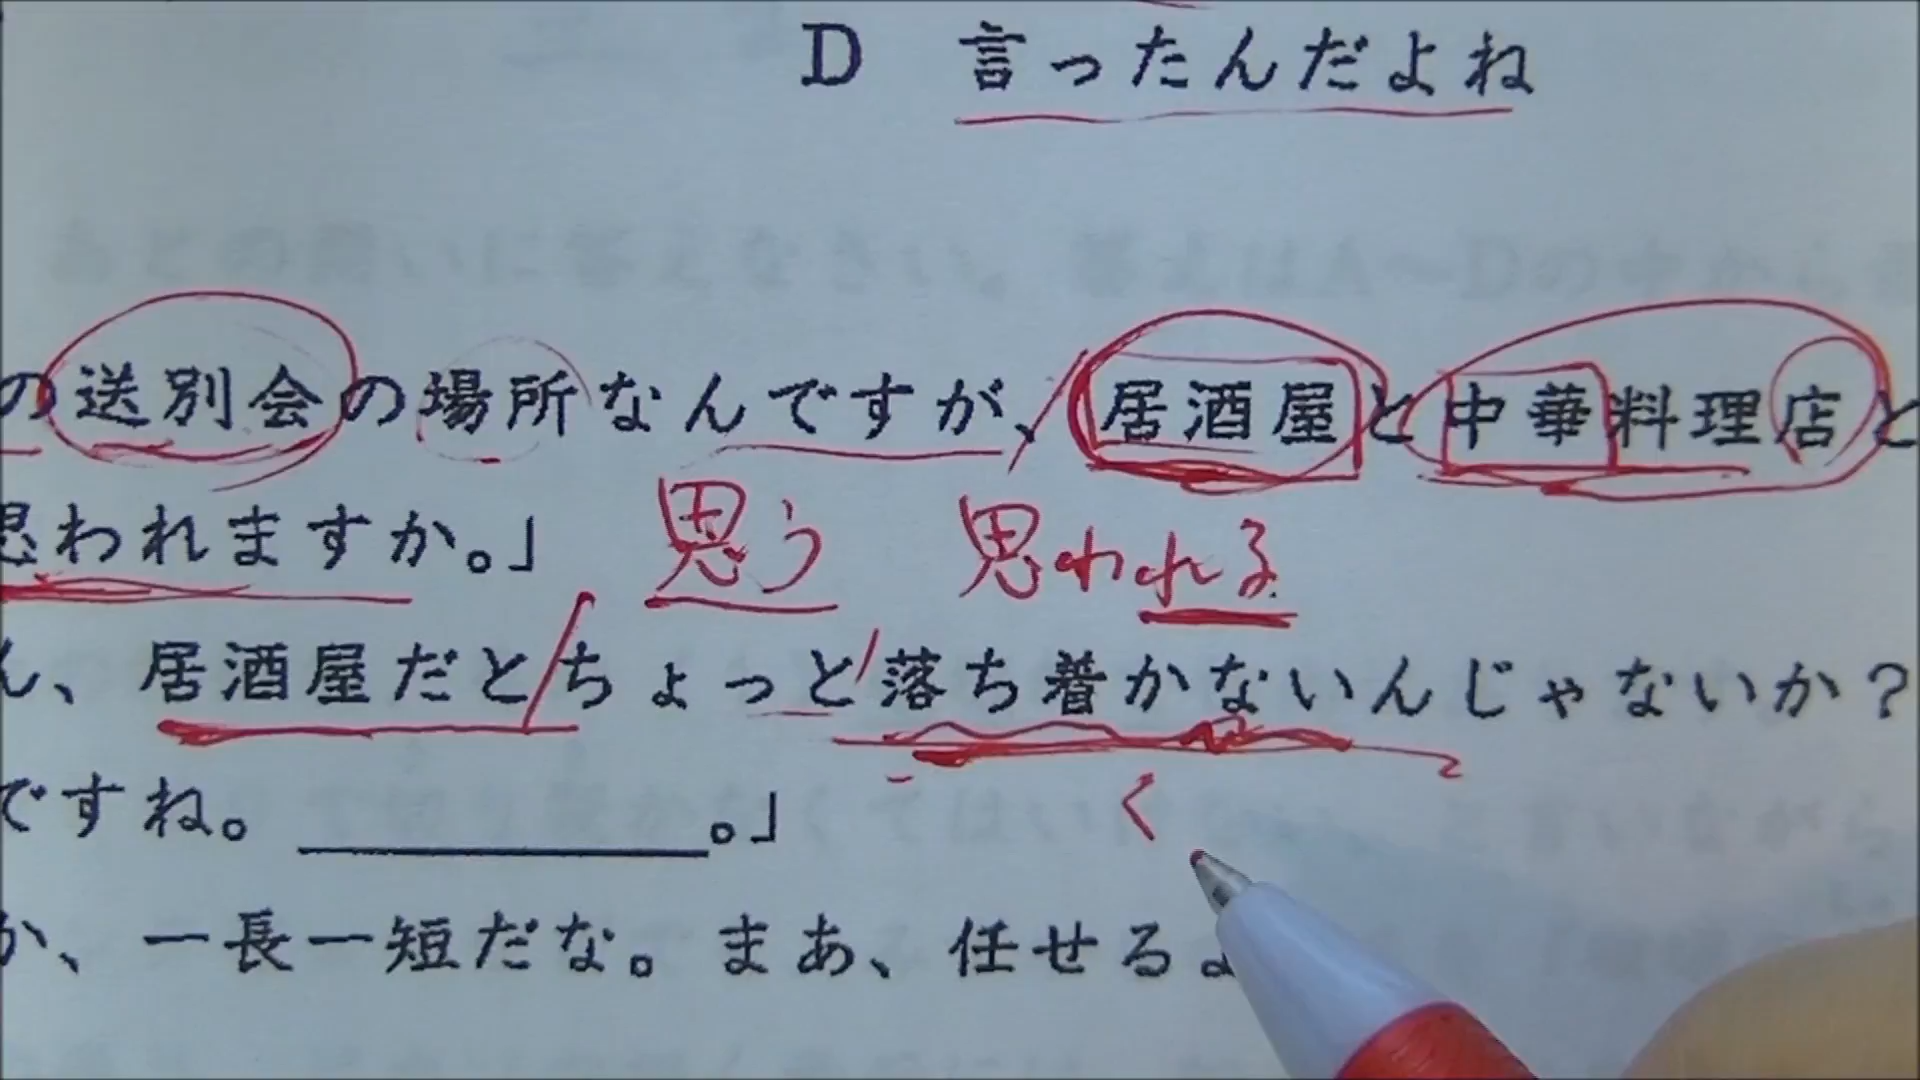 D 言ったんだよね
の送別会の場所なんですが、居酒屋と中華料理店と
思われますか。」 思う 思われる
ん、居酒屋だとちょっと落ち着かないんじゃないか？
ですね。＿＿＿＿＿。」 く
か、一長一短だな。まあ、任せるよ